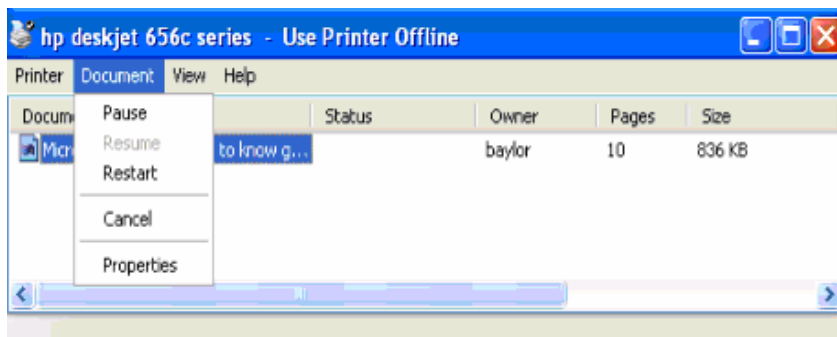 hp deskjet 656c series - Use Printer Offline
Printer Document View Help
Docum Status Owner Pages Size
Micr to know g... baylor 10 836 KB
Pause
Resume
Restart
Cancel
Properties